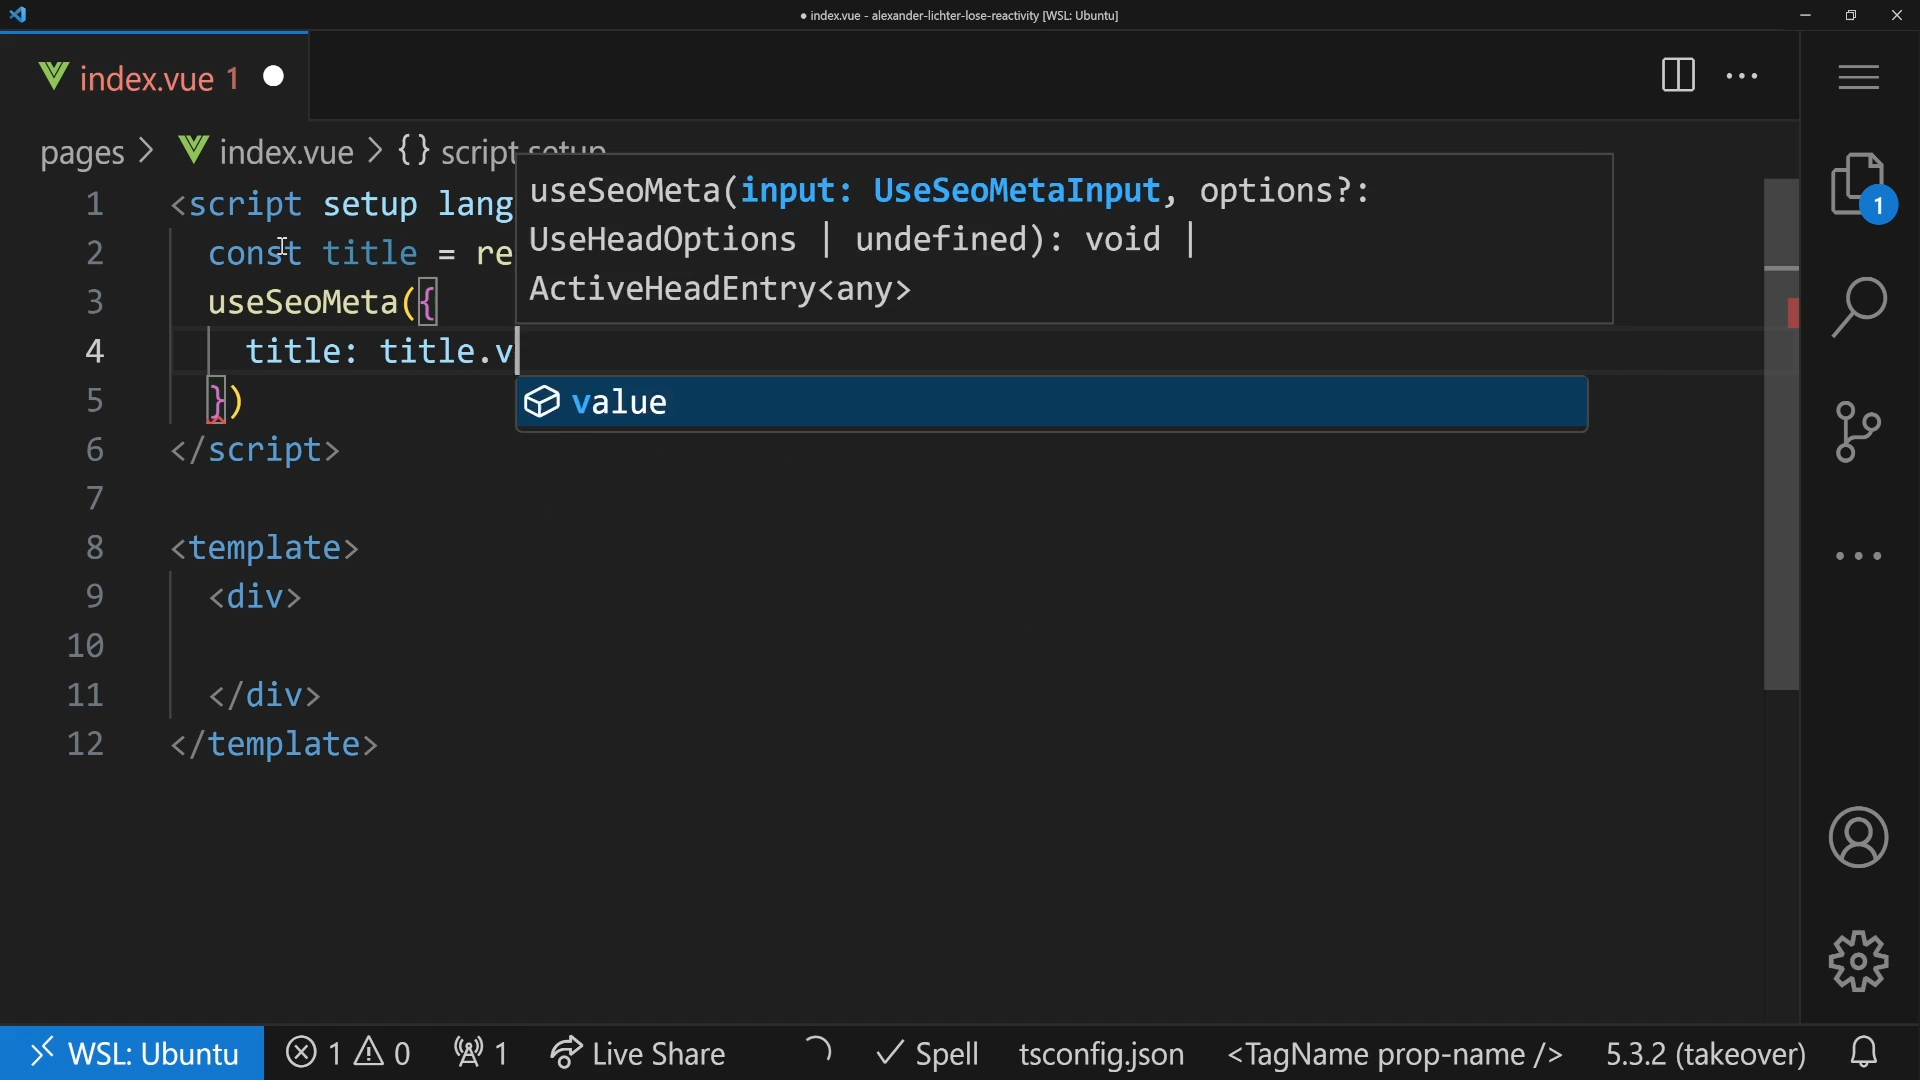 ● index.vue - alexander-lichter-lose-reactivity [WSL: Ubuntu]
index.vue 1
pages > index.vue > {} script setup
useSeoMeta(input: UseSeoMetaInput, options?:
UseHeadOptions | undefined): void |
ActiveHeadEntry<any>
1 <script setup lang
2 const title = re
3 useSeoMeta({
4 title: title.v
value
5 })
6 </script>
7
8 <template>
9 <div>
10
11 </div>
12 </template>
1
WSL: Ubuntu 1 0 1 Live Share Spell tsconfig.json <TagName prop-name /> 5.3.2 (takeover)